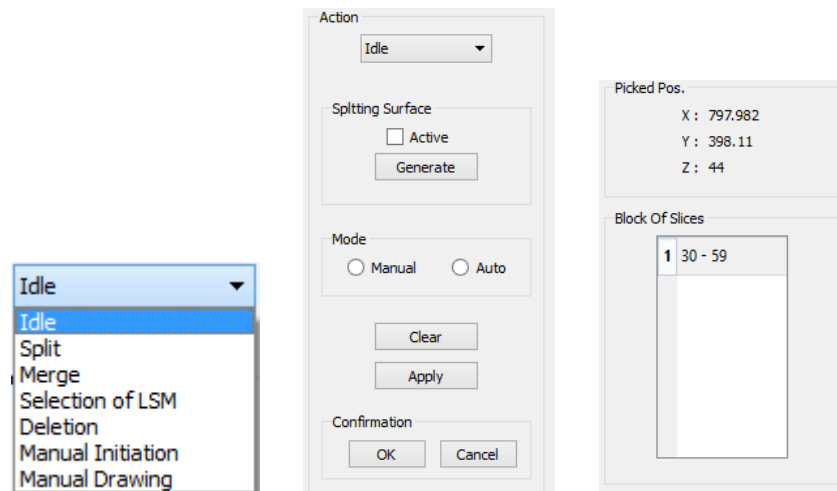 Idle
Idle
Split
Merge
Selection of LSM
Deletion
Manual Initiation
Manual Drawing
Action
Idle
Spltting Surface
Active
Generate
Mode
Manual Auto
Clear
Apply
Confirmation
OK Cancel
Picked Pos.
X : 797.982
Y : 398.11
Z : 44
Block Of Slices
1 30 - 59